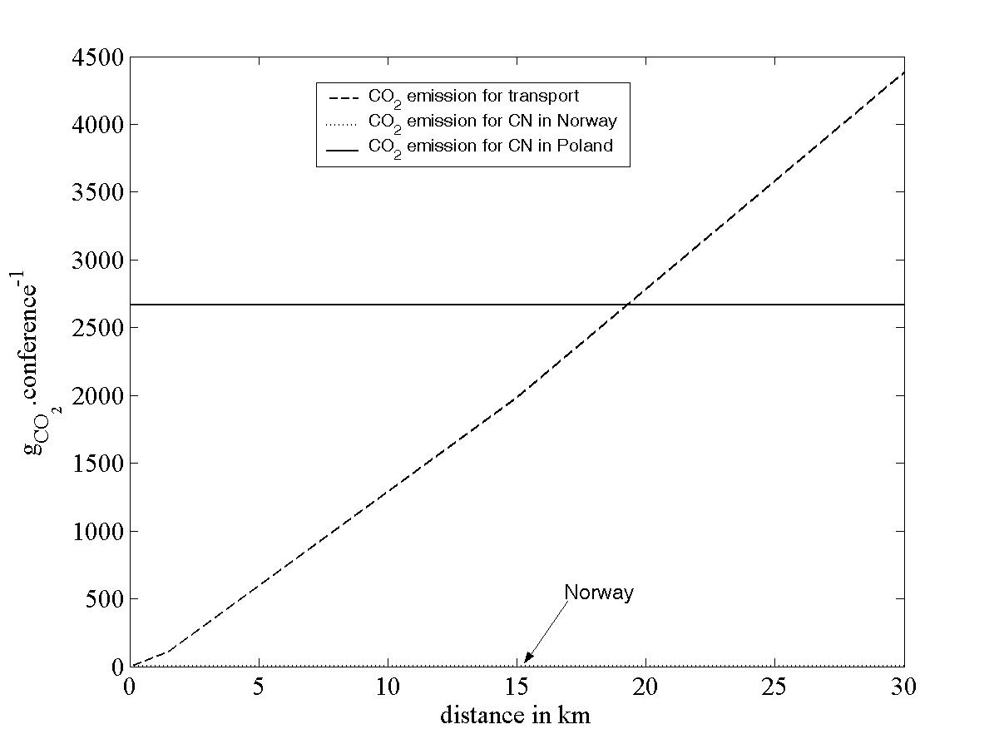 4500
4000
3500
3000
2500
2000
1500
1000
500
0
g_CO2.conference^-1
CO2 emission for transport
CO2 emission for CN in Norway
CO2 emission for CN in Poland
Norway
0 5 10 15 20 25 30
distance in km